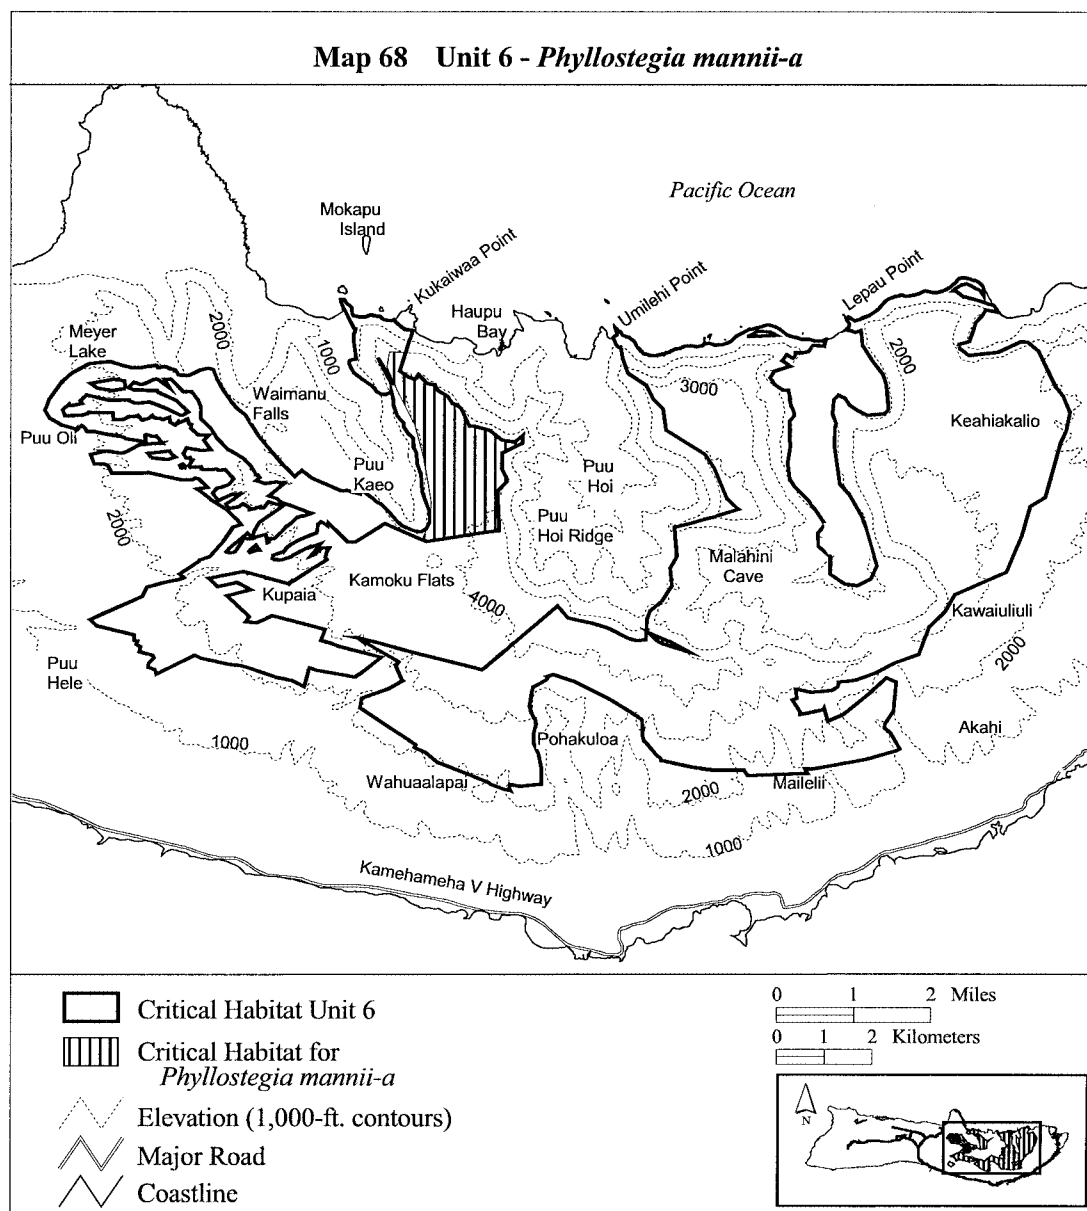 Map 68 Unit 6 - Phyllostegia mannii-a
Pacific Ocean
Mokapu
Island
Kukaiwaa Point
Haupu
Bay
Umilehi Point
Lepau Point
Meyer
Lake
2000
1000
3000
2000
Waimanu
Falls
Keahiakalio
Puu Oli
Puu
Kaeo
Puu
Hoi
2000
Puu
Hoi Ridge
Malahini
Cave
Kamoku Flats
Kupaia
4000
Kawaiuliuli
2000
Puu
Hele
1000
Pohakuloa
Akahi
Wahuaalapai
Mailelii
2000
1000
Kamehameha V Highway
Critical Habitat Unit 6
Critical Habitat for
Phyllostegia mannii-a
Elevation (1,000-ft. contours)
Major Road
Coastline
0 1 2 Miles
0 1 2 Kilometers
N